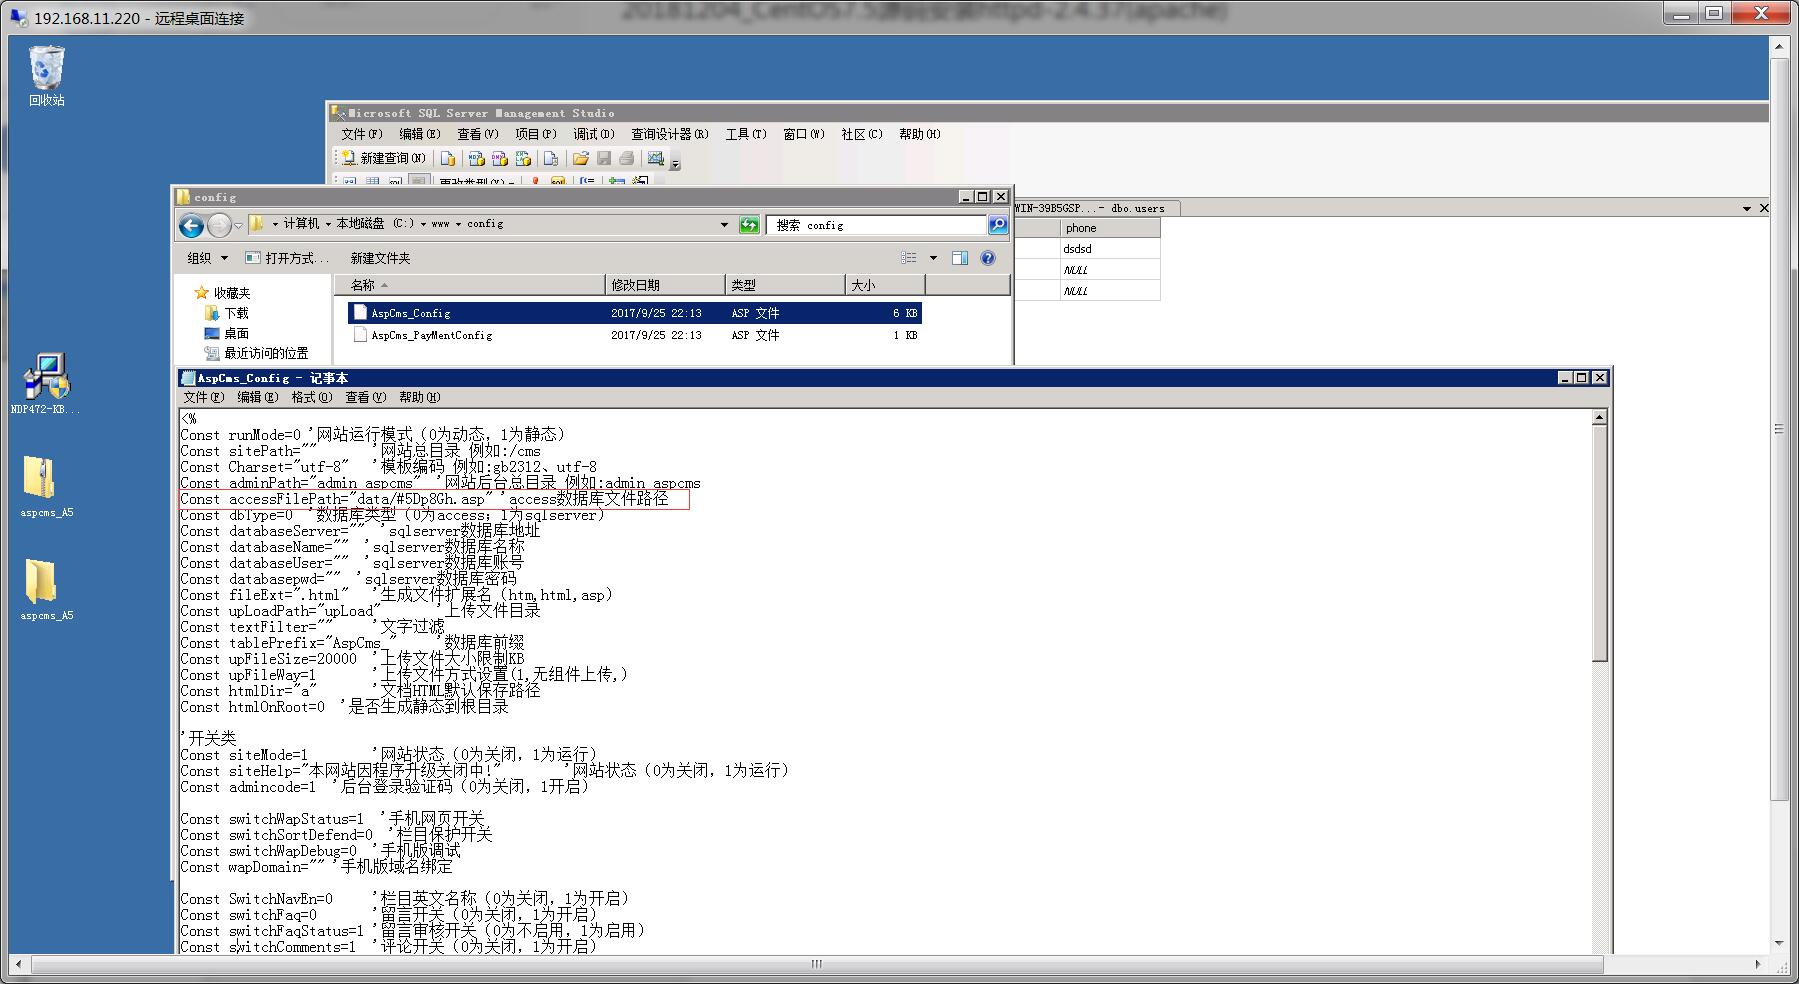 192.168.11.220 - 远程桌面连接
20181204_CentOS7.5源码安装httpd-2.4.37(apache)
回收站
Microsoft SQL Server Management Studio
文件(F) 编辑(E) 查看(V) 项目(P) 调试(D) 查询设计器(R) 工具(T) 窗口(W) 社区(C) 帮助(H)
新建查询(N)
更改类型(Y)
config
计算机 本地磁盘 (C:) www config
搜索 config
WIN-39B5GSP...- dbo.users
phone
dsdsd
NULL
NULL
组织 打开方式... 新建文件夹
名称 修改日期 类型 大小
收藏夹
下载
桌面
最近访问的位置
AspCms_Config 2017/9/25 22:13 ASP 文件 6 KB
AspCms_PayMentConfig 2017/9/25 22:13 ASP 文件 1 KB
NDP472-KB...
aspcms_A5
aspcms_A5
AspCms_Config - 记事本
文件(F) 编辑(E) 格式(O) 查看(V) 帮助(H)
<%
Const runMode=0 '网站运行模式（0为动态，1为静态）
Const sitePath="" '网站总目录 例如:/cms
Const Charset="utf-8" '模板编码 例如:gb2312、utf-8
Const adminPath="admin_aspcms" '网站后台总目录 例如:admin_aspcms
Const accessFilePath="data/#5Dp8Gh.asp" 'access数据库文件路径
Const dbType=0 '数据库类型（0为access；1为sqlserver）
Const databaseServer="" 'sqlserver数据库地址
Const databaseName="" 'sqlserver数据库名称
Const databaseUser="" 'sqlserver数据库账号
Const databasepwd="" 'sqlserver数据库密码
Const fileExt=".html" '生成文件扩展名（htm,html,asp）
Const upLoadPath="upLoad" '上传文件目录
Const textFilter="" '文字过滤
Const tablePrefix="AspCms_" '数据库前缀
Const upFileSize=20000 '上传文件大小限制KB
Const upFileWay=1 '上传文件方式设置(1,无组件上传,)
Const htmlDir="a" '文档HTML默认保存路径
Const htmlOnRoot=0 '是否生成静态到根目录
'开关类
Const siteMode=1 '网站状态（0为关闭，1为运行）
Const siteHelp="本网站因程序升级关闭中!" '网站状态（0为关闭，1为运行）
Const admincode=1 '后台登录验证码（0为关闭，1开启）
Const switchWapStatus=1 '手机网页开关
Const switchSortDefend=0 '栏目保护开关
Const switchWapDebug=0 '手机版调试
Const wapDomain="" '手机版域名绑定
Const SwitchNavEn=0 '栏目英文名称（0为关闭，1为开启）
Const switchFaq=0 '留言开关（0为关闭，1为开启）
Const switchFaqStatus=1 '留言审核开关（0为不启用，1为启用）
Const switchComments=1 '评论开关（0为关闭，1为开启）